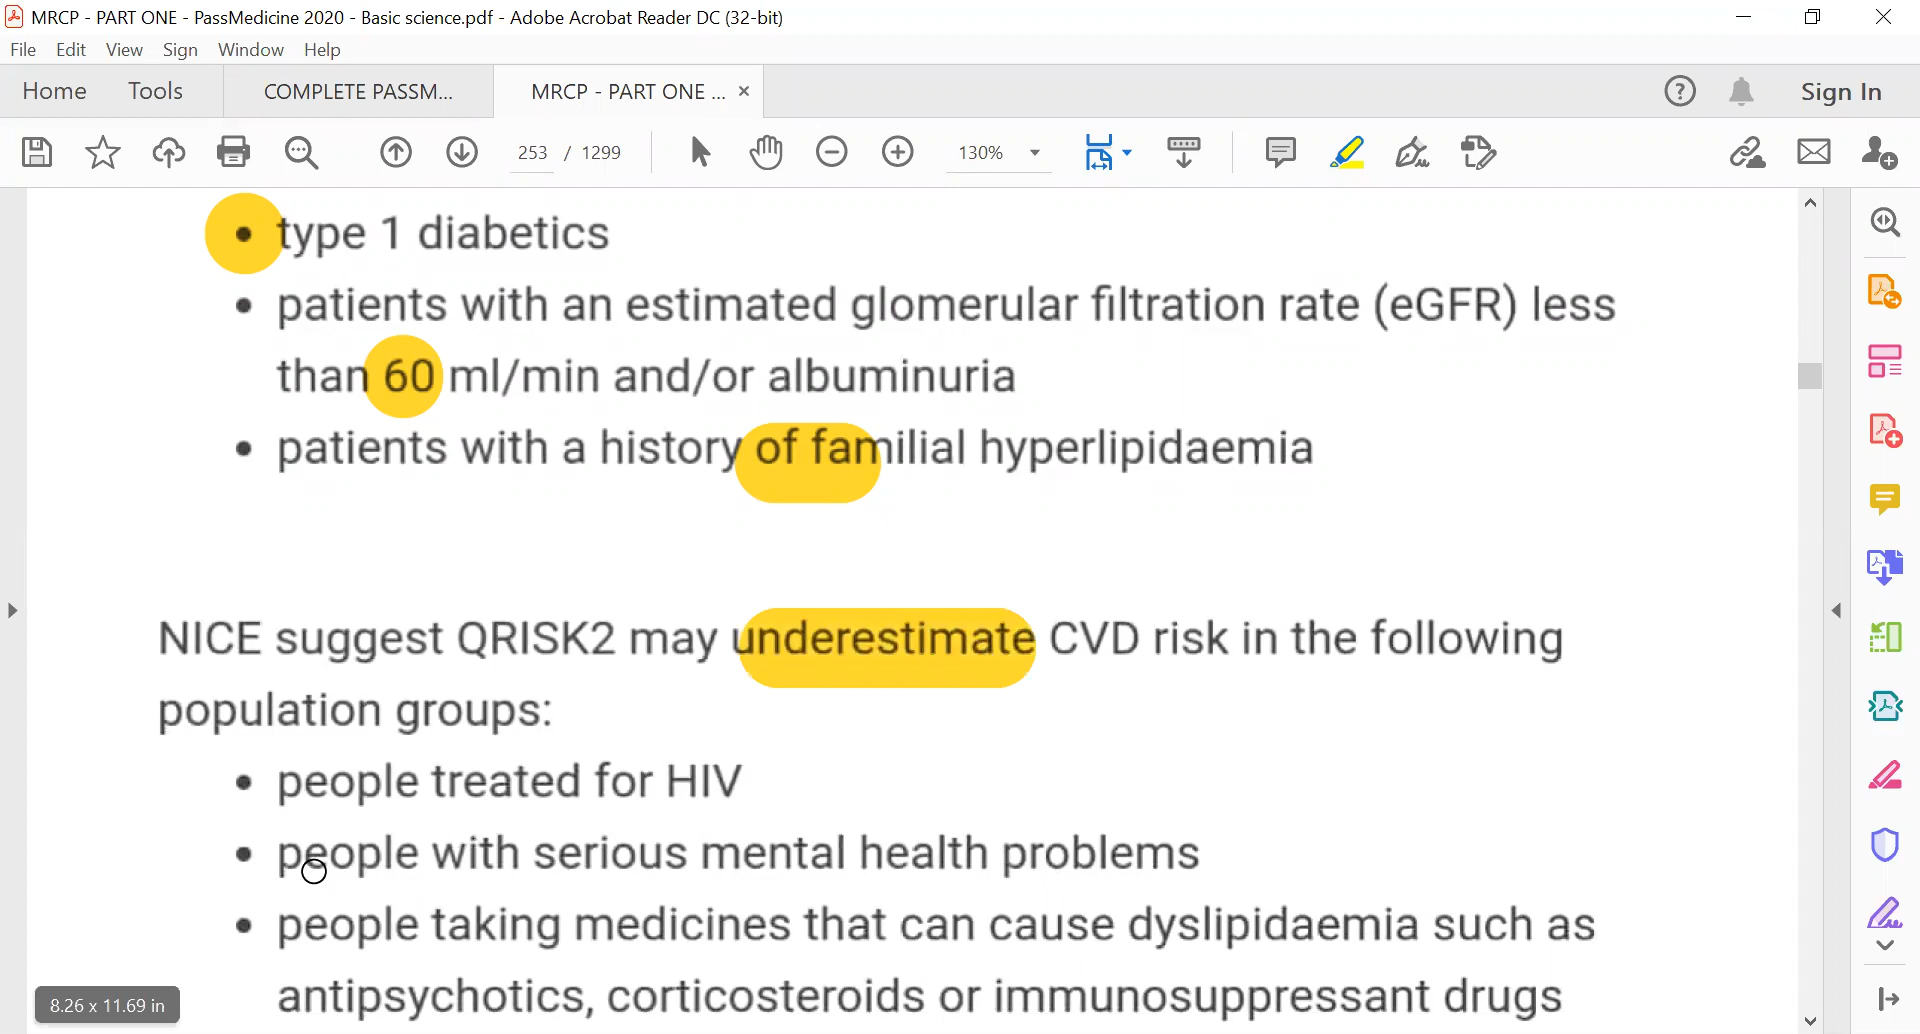 MRCP - PART ONE - PassMedicine 2020 - Basic science.pdf - Adobe Acrobat Reader DC (32-bit)
File Edit View Sign Window Help
Home Tools COMPLETE PASSM... MRCP - PART ONE ... × Sign In
253 / 1299 130%
• type 1 diabetics
• patients with an estimated glomerular filtration rate (eGFR) less
than 60 ml/min and/or albuminuria
• patients with a history of familial hyperlipidaemia
NICE suggest QRISK2 may underestimate CVD risk in the following
population groups:
• people treated for HIV
• people with serious mental health problems
• people taking medicines that can cause dyslipidaemia such as
antipsychotics, corticosteroids or immunosuppressant drugs
8.26 x 11.69 in